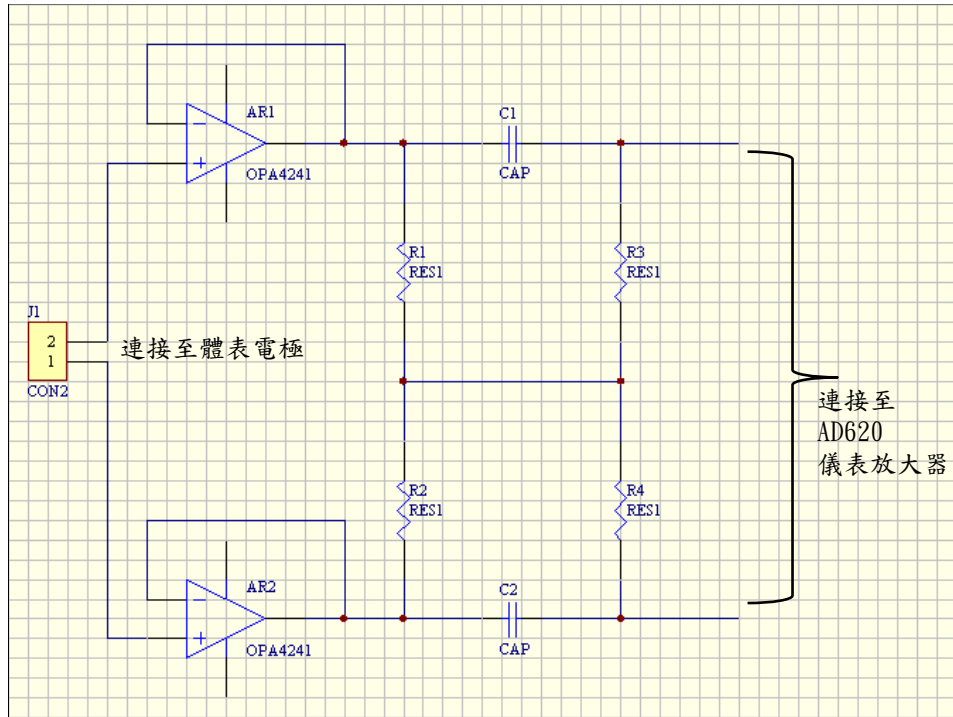 AR1
OPA4241
C1
CAP
R1
RES1
R3
RES1
J1
2
1
CON2
連接至體表電極
連接至
AD620
儀表放大器
R2
RES1
R4
RES1
AR2
OPA4241
C2
CAP